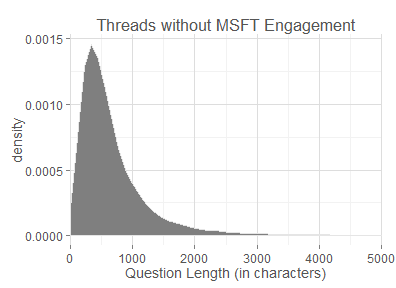 Threads without MSFT Engagement
0.0015
0.0010
0.0005
0.0000
density
0 1000 2000 3000 4000 5000
Question Length (in characters)